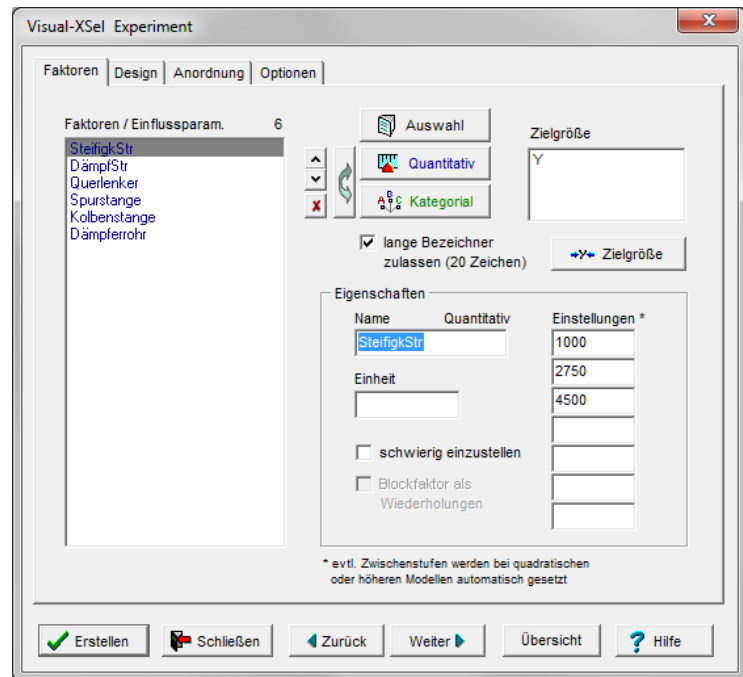 Visual-XSel Experiment
x
Faktoren Design Anordnung Optionen
Faktoren / Einflussparam. 6
SteifigkStr
DämpfStr
Querlenker
Spurstange
Kolbenstange
Dämpferrohr
x
Auswahl
Quantitativ
A B C Kategorial
Zielgröße
Y
lange Bezeichner
zulassen (20 Zeichen)
Y Zielgröße
Eigenschaften
Name Quantitativ
SteifigkStr
Einheit
Einstellungen *
1000
2750
4500
schwierig einzustellen
Blockfaktor als
Wiederholungen
* evtl. Zwischenstufen werden bei quadratischen
oder höheren Modellen automatisch gesetzt
Erstellen Schließen Zurück Weiter Übersicht ? Hilfe